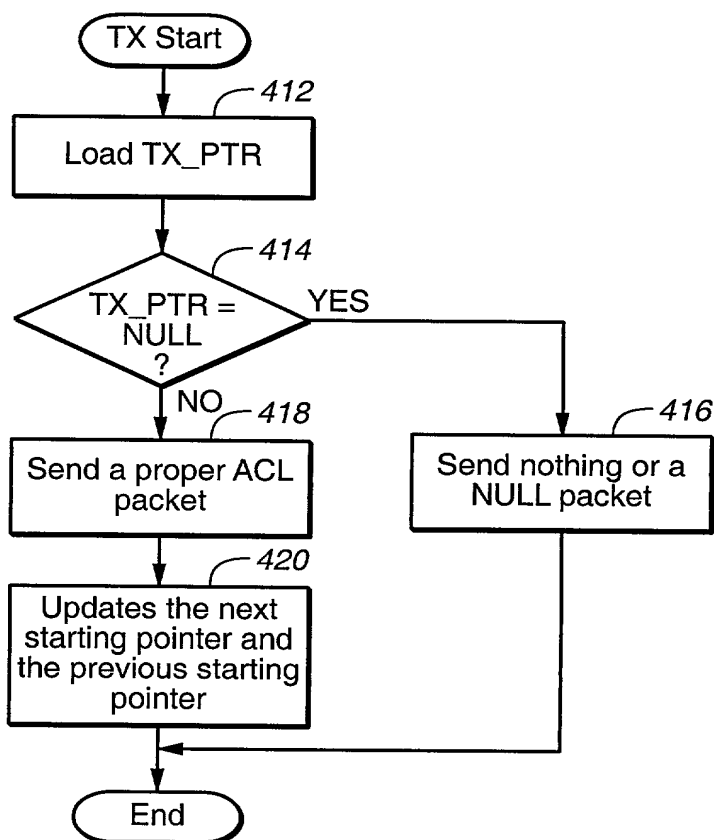 TX Start
412
Load TX_PTR
414
TX_PTR =
NULL
?
YES
NO
418
Send a proper ACL
packet
416
Send nothing or a
NULL packet
420
Updates the next
starting pointer and
the previous starting
pointer
End